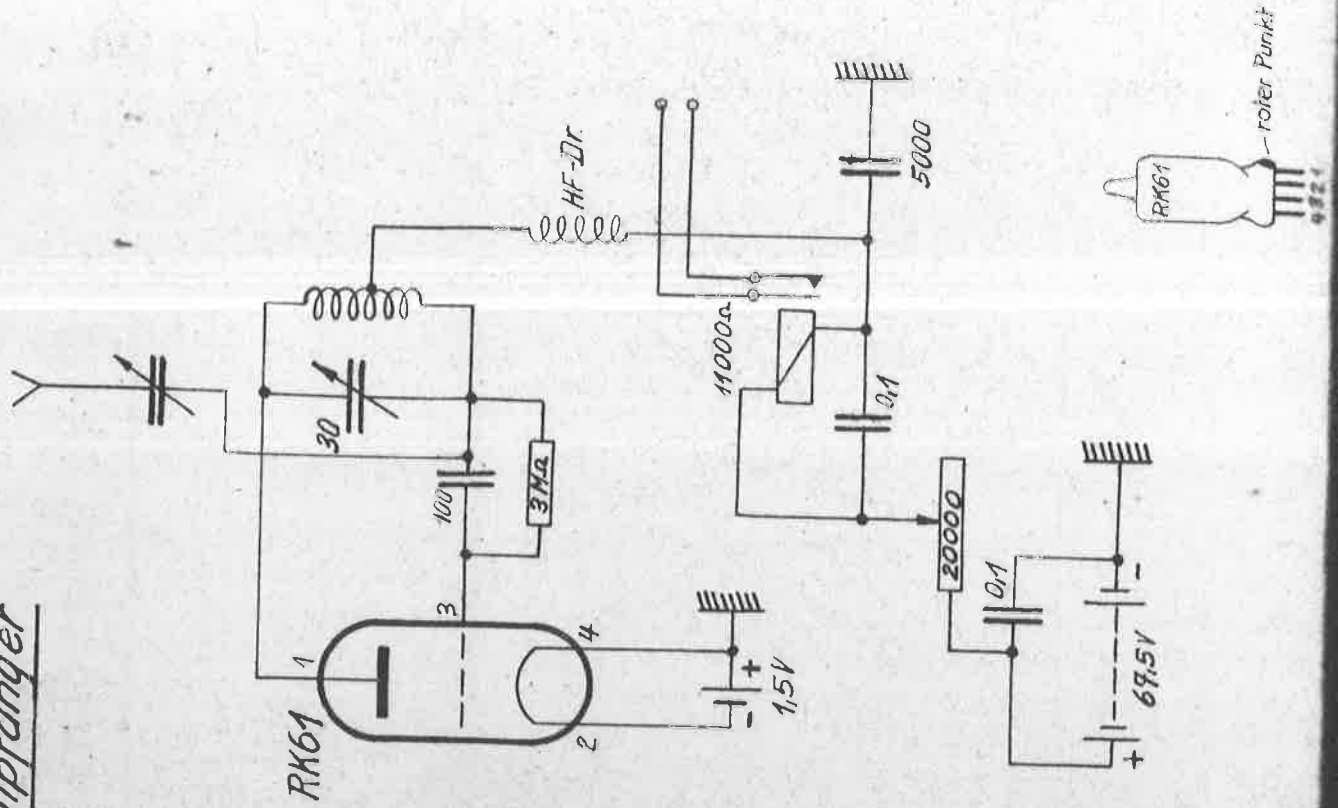 mpfänger
RK61
1
2
3
4
100
3MΩ
30
HF-Dr.
11000Ω
5000
0,1
20000
0,1
1,5V
+
-
67,5V
+
-
RK61
roter Punkt
4321